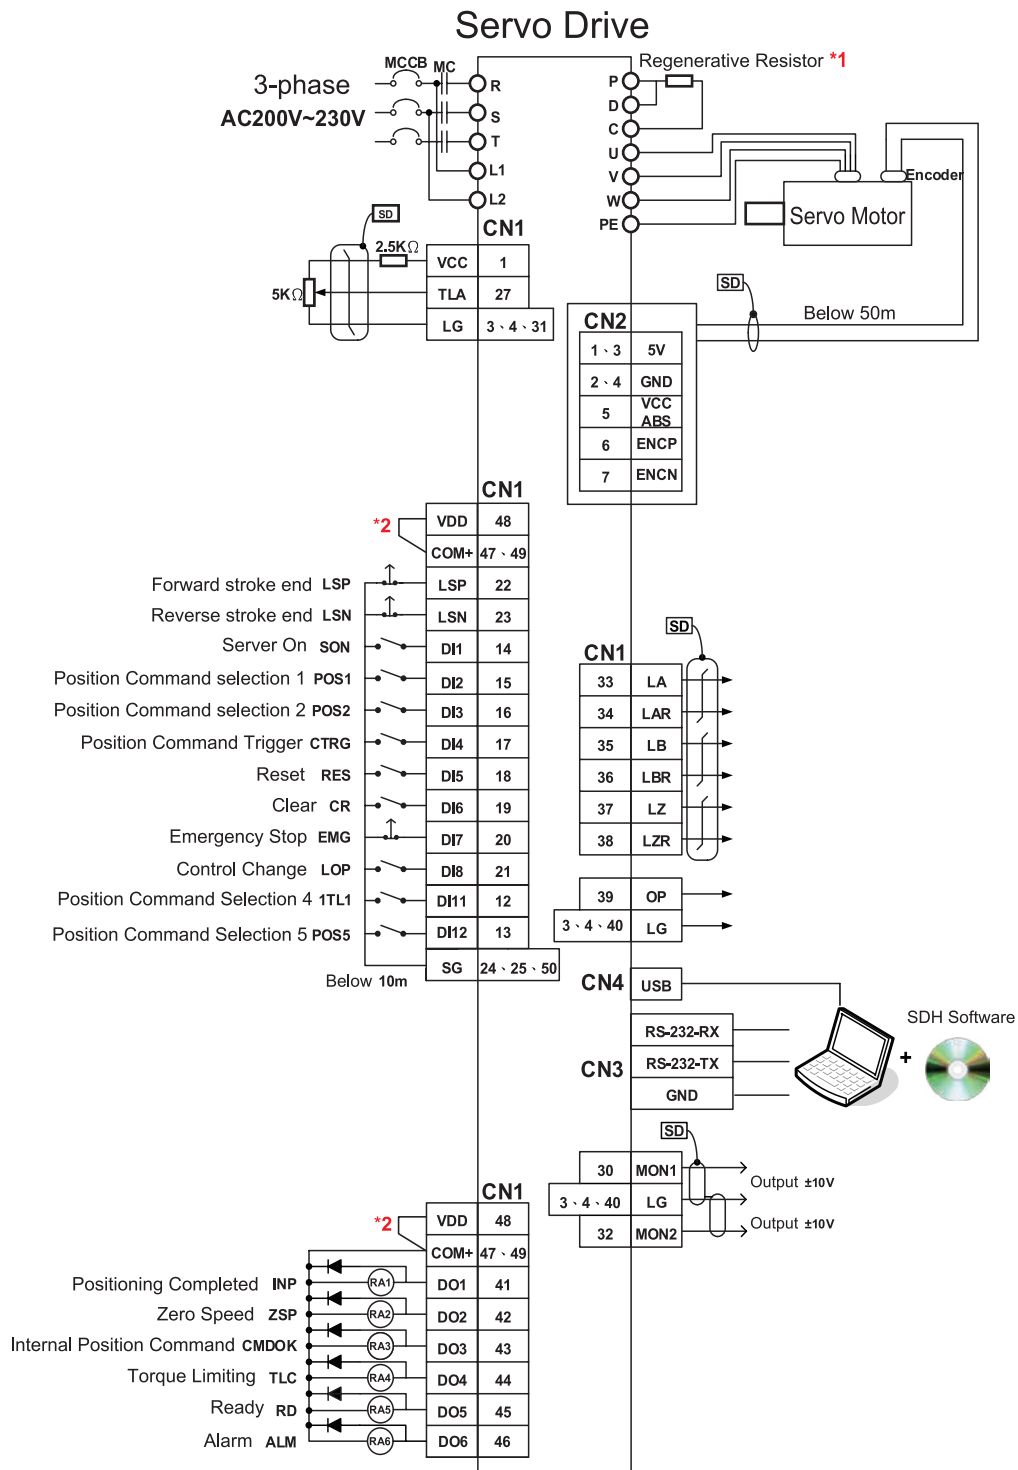 Servo Drive
3-phase
AC200V~230V
MCCB
MC
R
S
T
L1
L2
Regenerative Resistor *1
P
D
C
U
V
W
PE
Encoder
Servo Motor
SD
2.5KΩ
5KΩ
CN1
VCC 1
TLA 27
LG 3、4、31
SD
Below 50m
CN2
1、3 5V
2、4 GND
5 VCC ABS
6 ENCP
7 ENCN
CN1
*2
VDD 48
COM+ 47、49
Forward stroke end LSP LSP 22
Reverse stroke end LSN LSN 23
Server On SON DI1 14
Position Command selection 1 POS1 DI2 15
Position Command selection 2 POS2 DI3 16
Position Command Trigger CTRG DI4 17
Reset RES DI5 18
Clear CR DI6 19
Emergency Stop EMG DI7 20
Control Change LOP DI8 21
Position Command Selection 4 1TL1 DI11 12
Position Command Selection 5 POS5 DI12 13
SG 24、25、50
Below 10m
SD
CN1
33 LA
34 LAR
35 LB
36 LBR
37 LZ
38 LZR
39 OP
3、4、40 LG
CN4 USB
CN3
RS-232-RX
RS-232-TX
GND
SDH Software
+
SD
30 MON1
3、4、40 LG
32 MON2
Output ±10V
Output ±10V
CN1
*2
VDD 48
COM+ 47、49
Positioning Completed INP RA1 DO1 41
Zero Speed ZSP RA2 DO2 42
Internal Position Command CMDOK RA3 DO3 43
Torque Limiting TLC RA4 DO4 44
Ready RD RA5 DO5 45
Alarm ALM RA6 DO6 46